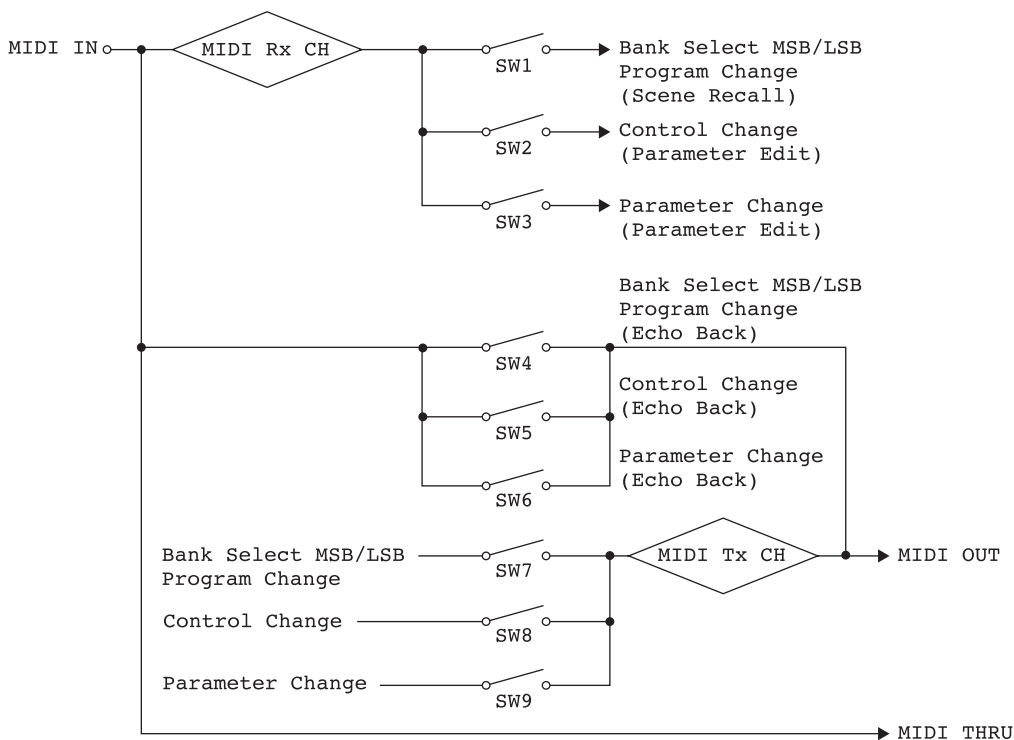 MIDI IN
MIDI Rx CH
SW1
Bank Select MSB/LSB
Program Change
(Scene Recall)
SW2
Control Change
(Parameter Edit)
SW3
Parameter Change
(Parameter Edit)
Bank Select MSB/LSB
Program Change
(Echo Back)
SW4
Control Change
(Echo Back)
SW5
Parameter Change
(Echo Back)
SW6
Bank Select MSB/LSB
Program Change
SW7
MIDI Tx CH
MIDI OUT
Control Change
SW8
Parameter Change
SW9
MIDI THRU